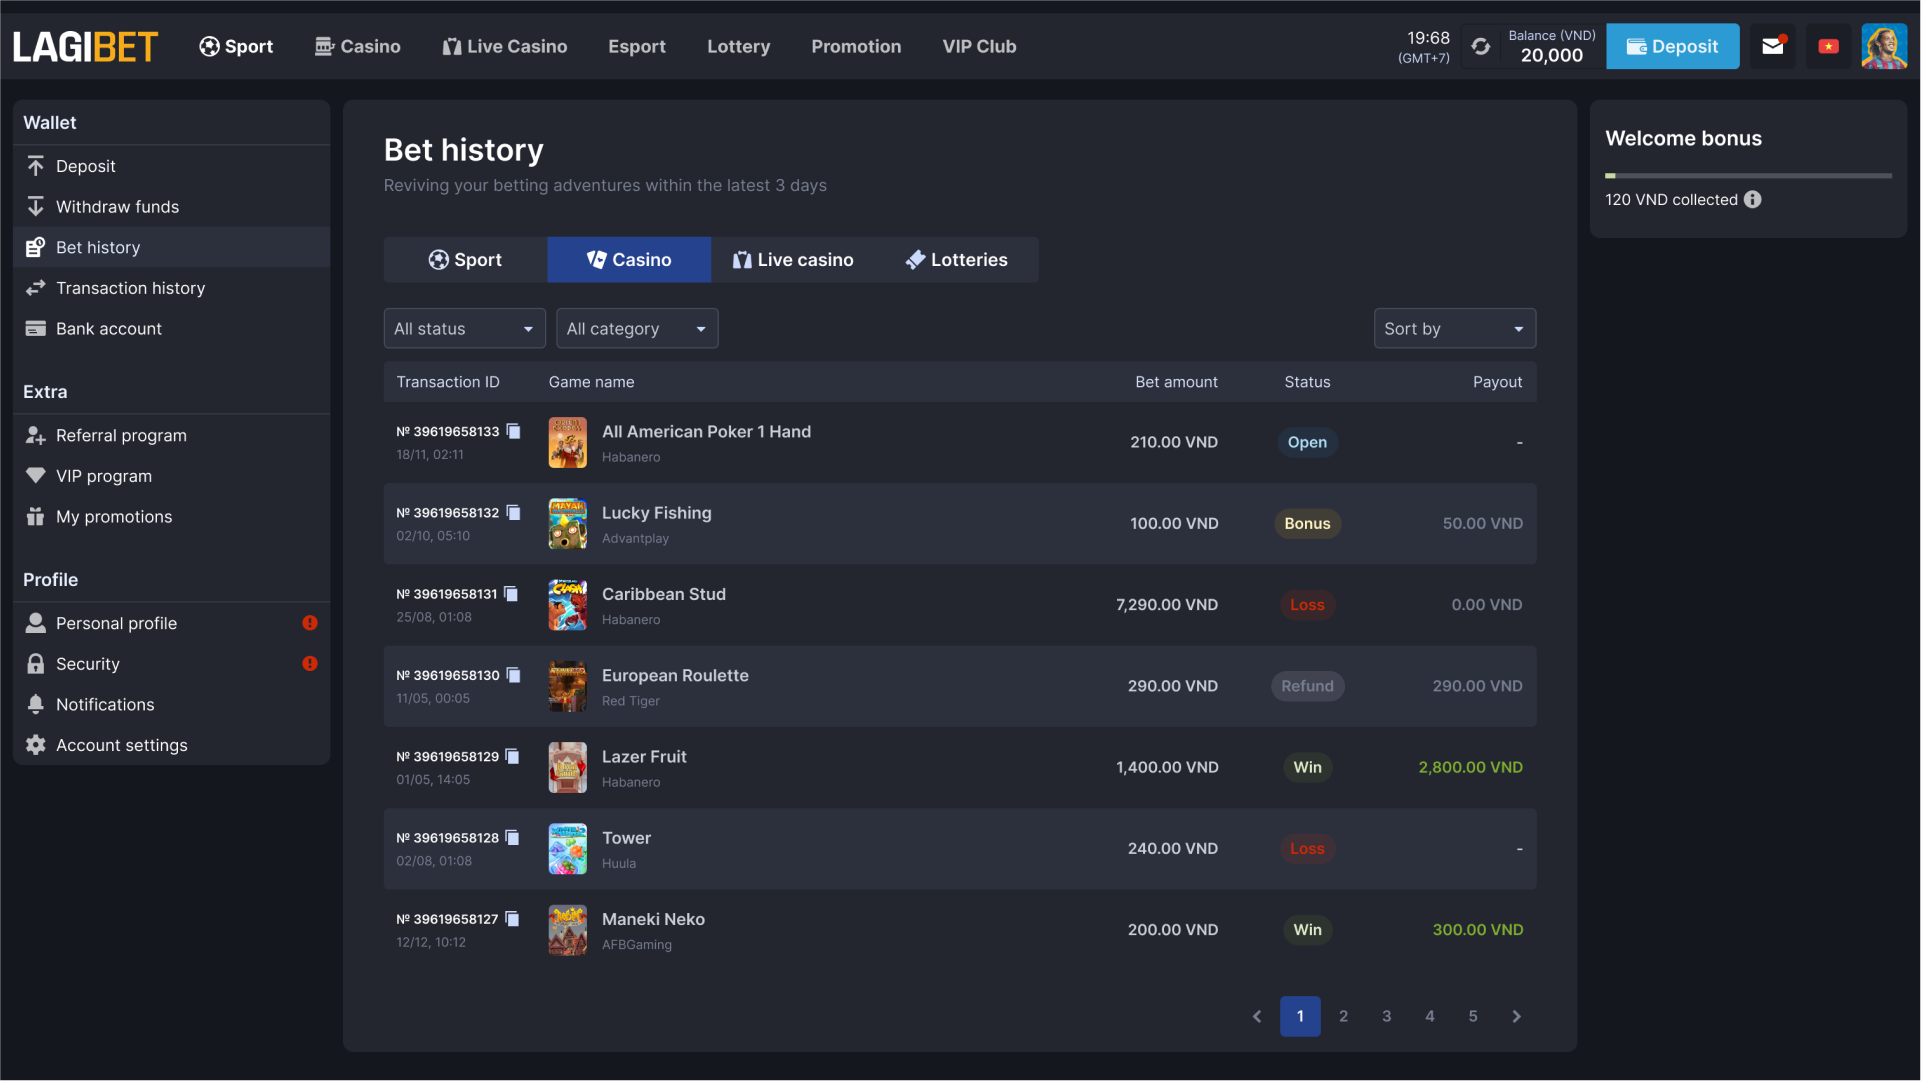 LAGIBET
Sport
Casino
Live Casino
Esport
Lottery
Promotion
VIP Club
19:68
(GMT+7)
Balance (VND)
20,000
Deposit
Wallet
Deposit
Withdraw funds
Bet history
Transaction history
Bank account
Extra
Referral program
VIP program
My promotions
Profile
Personal profile
Security
Notifications
Account settings
Bet history
Reviving your betting adventures within the latest 3 days
Sport
Casino
Live casino
Lotteries
All status
All category
Sort by
Transaction ID
Game name
Bet amount
Status
Payout
№ 39619658133
18/11, 02:11
All American Poker 1 Hand
Habanero
210.00 VND
Open
-
№ 39619658132
02/10, 05:10
Lucky Fishing
Advantplay
100.00 VND
Bonus
50.00 VND
№ 39619658131
25/08, 01:08
Caribbean Stud
Habanero
7,290.00 VND
Loss
0.00 VND
№ 39619658130
11/05, 00:05
European Roulette
Red Tiger
290.00 VND
Refund
290.00 VND
№ 39619658129
01/05, 14:05
Lazer Fruit
Habanero
1,400.00 VND
Win
2,800.00 VND
№ 39619658128
02/08, 01:08
Tower
Huula
240.00 VND
Loss
-
№ 39619658127
12/12, 10:12
Maneki Neko
AFBGaming
200.00 VND
Win
300.00 VND
1
2
3
4
5
Welcome bonus
120 VND collected